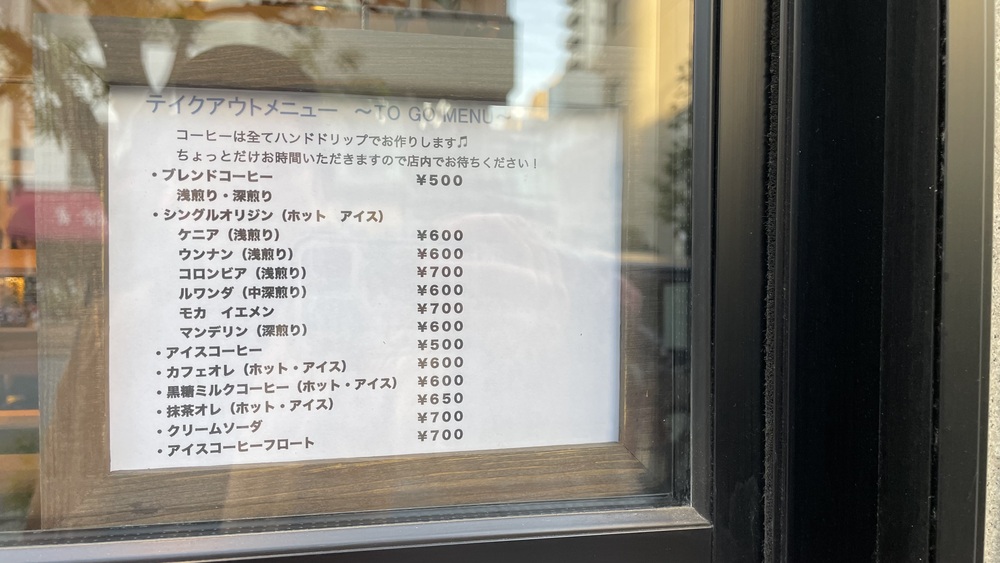 テイクアウトメニュー ～TO GO MENU～
コーヒーは全てハンドドリップでお作りします♫
ちょっとだけお時間いただきますので店内でお待ちください！
・ブレンドコーヒー ¥500
浅煎り・深煎り
・シングルオリジン（ホット　アイス）
ケニア（浅煎り） ¥600
ウンナン（浅煎り） ¥600
コロンビア（浅煎り） ¥700
ルワンダ（中深煎り） ¥600
モカ　イエメン ¥700
マンデリン（深煎り） ¥600
・アイスコーヒー ¥500
・カフェオレ（ホット・アイス） ¥600
・黒糖ミルクコーヒー（ホット・アイス） ¥600
・抹茶オレ（ホット・アイス） ¥650
・クリームソーダ ¥700
・アイスコーヒーフロート ¥700